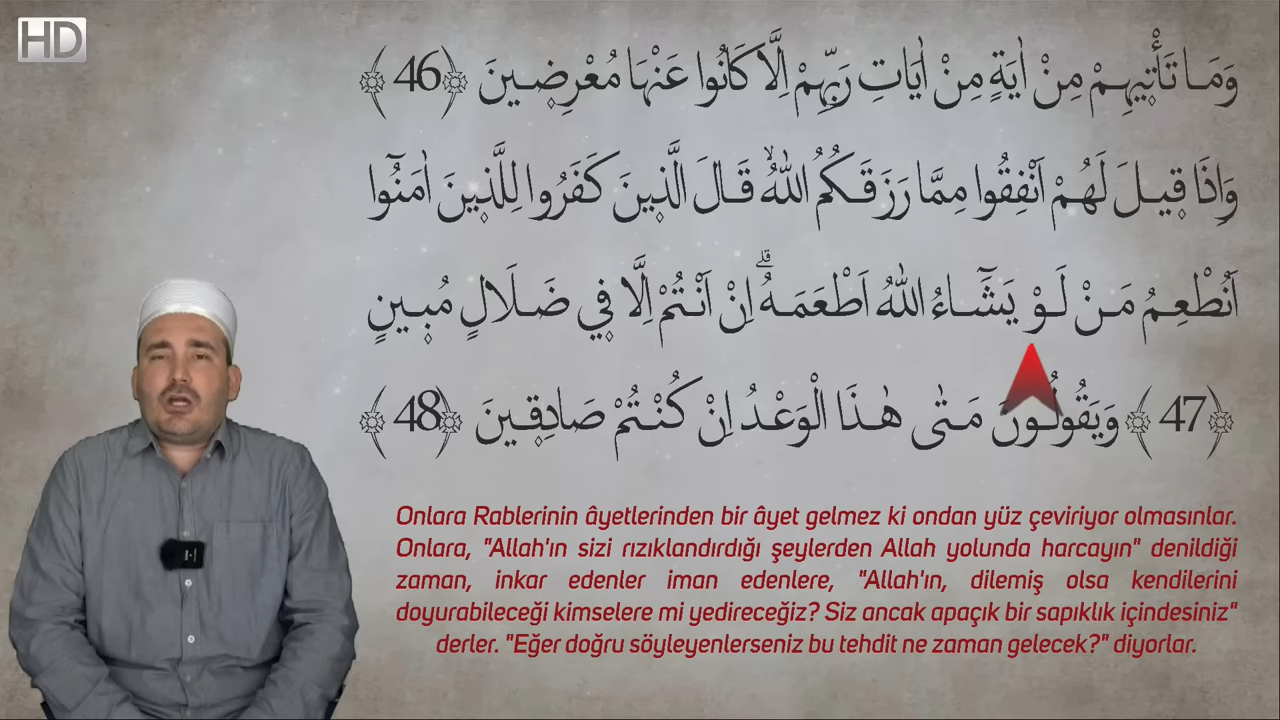 HD
وَمَا تَأْتِيهِمْ مِنْ اٰيَةٍ مِنْ اٰيَاتِ رَبِّهِمْ اِلَّا كَانُوا عَنْهَا مُعْرِضِينَ ﴿46﴾
وَاِذَا قِيلَ لَهُمْ اَنْفِقُوا مِمَّا رَزَقَكُمُ اللّٰهُۙ قَالَ الَّذِينَ كَفَرُوا لِلَّذِينَ اٰمَنُٓوا
اَنُطْعِمُ مَنْ لَوْ يَشَٓاءُ اللّٰهُ اَطْعَمَهُۗ اِنْ اَنْتُمْ اِلَّا فِي ضَلَالٍ مُبِينٍ
﴿47﴾ وَيَقُولُونَ مَتٰى هٰذَا الْوَعْدُ اِنْ كُنْتُمْ صَادِقِينَ ﴿48﴾
Onlara Rablerinin âyetlerinden bir âyet gelmez ki ondan yüz çeviriyor olmasınlar.
Onlara, "Allah'ın sizi rızıklandırdığı şeylerden Allah yolunda harcayın" denildiği
zaman, inkar edenler iman edenlere, "Allah'ın, dilemiş olsa kendilerini
doyurabileceği kimselere mi yedireceğiz? Siz ancak apaçık bir sapıklık içindesiniz"
derler. "Eğer doğru söyleyenlerseniz bu tehdit ne zaman gelecek?" diyorlar.